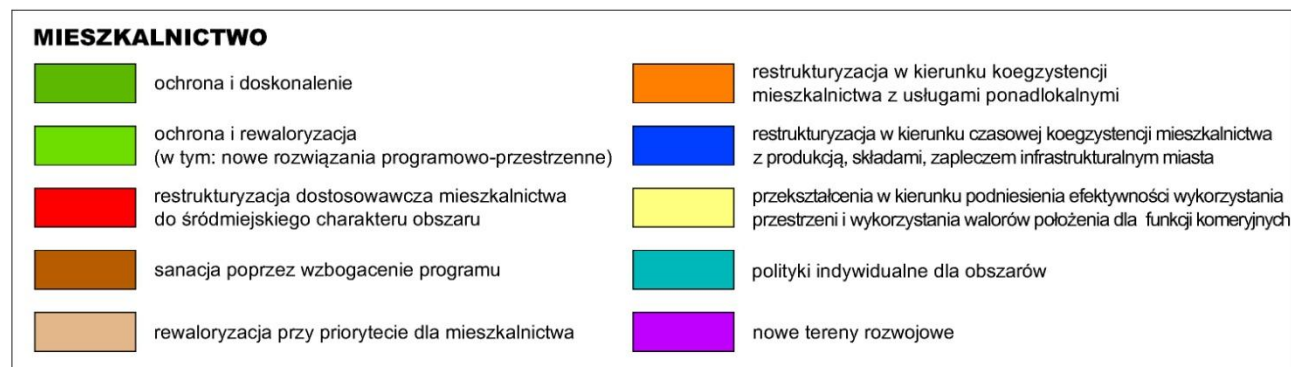 MIESZKALNICTWO
ochrona i doskonalenie
ochrona i rewaloryzacja
(w tym: nowe rozwiązania programowo-przestrzenne)
restrukturyzacja dostosowawcza mieszkalnictwa
do śródmiejskiego charakteru obszaru
sanacja poprzez wzbogacenie programu
rewaloryzacja przy priorytecie dla mieszkalnictwa
restrukturyzacja w kierunku koegzystencji
mieszkalnictwa z usługami ponadlokalnymi
restrukturyzacja w kierunku czasowej koegzystencji mieszkalnictwa
z produkcją, składami, zapleczem infrastrukturalnym miasta
przekształcenia w kierunku podniesienia efektywności wykorzystania
przestrzeni i wykorzystania walorów położenia dla funkcji komeryjnych
polityki indywidualne dla obszarów
nowe tereny rozwojowe